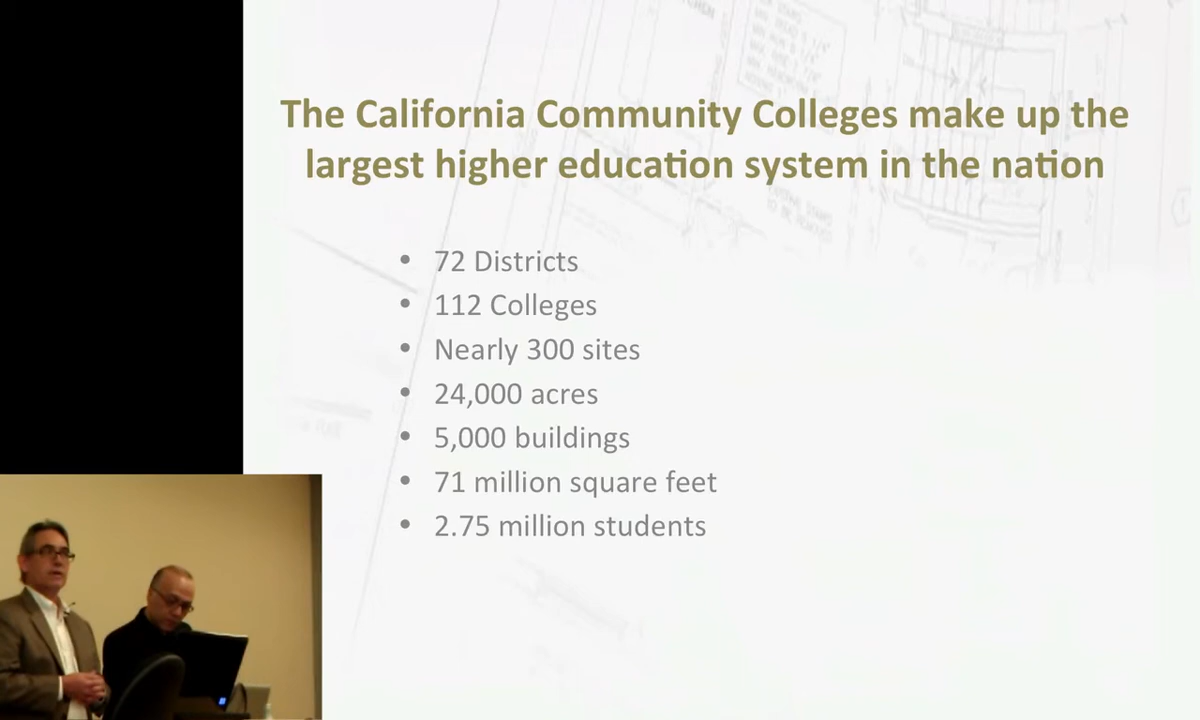 The California Community Colleges make up the
largest higher education system in the nation
• 72 Districts
• 112 Colleges
• Nearly 300 sites
• 24,000 acres
• 5,000 buildings
• 71 million square feet
• 2.75 million students